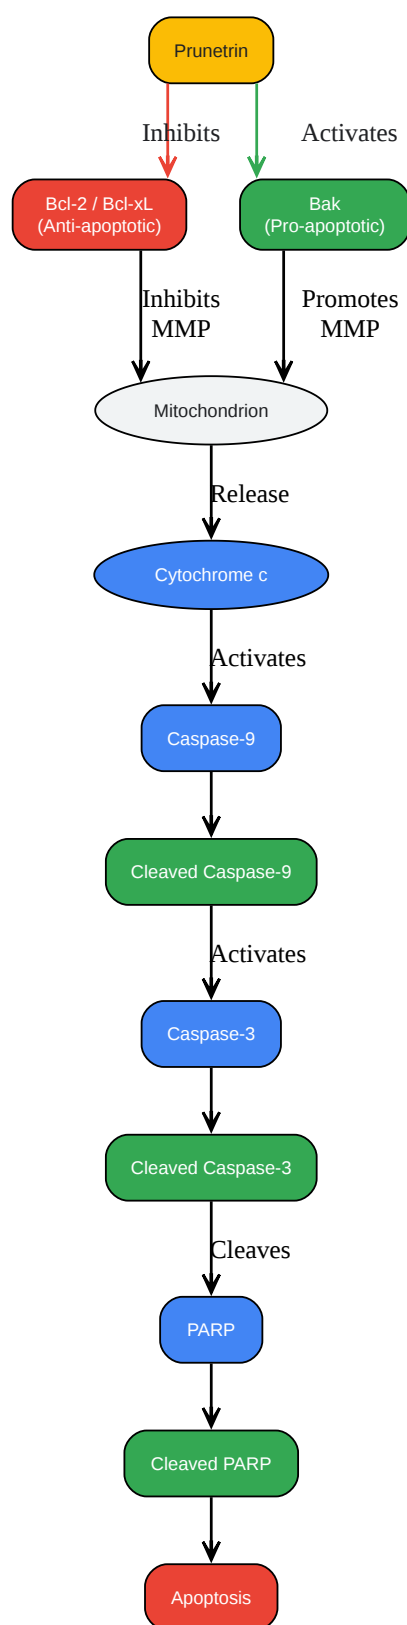 Prunetrin
Inhibits
Activates
Bcl-2 / Bcl-xL
(Anti-apoptotic)
Bak
(Pro-apoptotic)
Inhibits
MMP
Promotes
MMP
Mitochondrion
Release
Cytochrome c
Activates
Caspase-9
Cleaved Caspase-9
Activates
Caspase-3
Cleaved Caspase-3
Cleaves
PARP
Cleaved PARP
Apoptosis